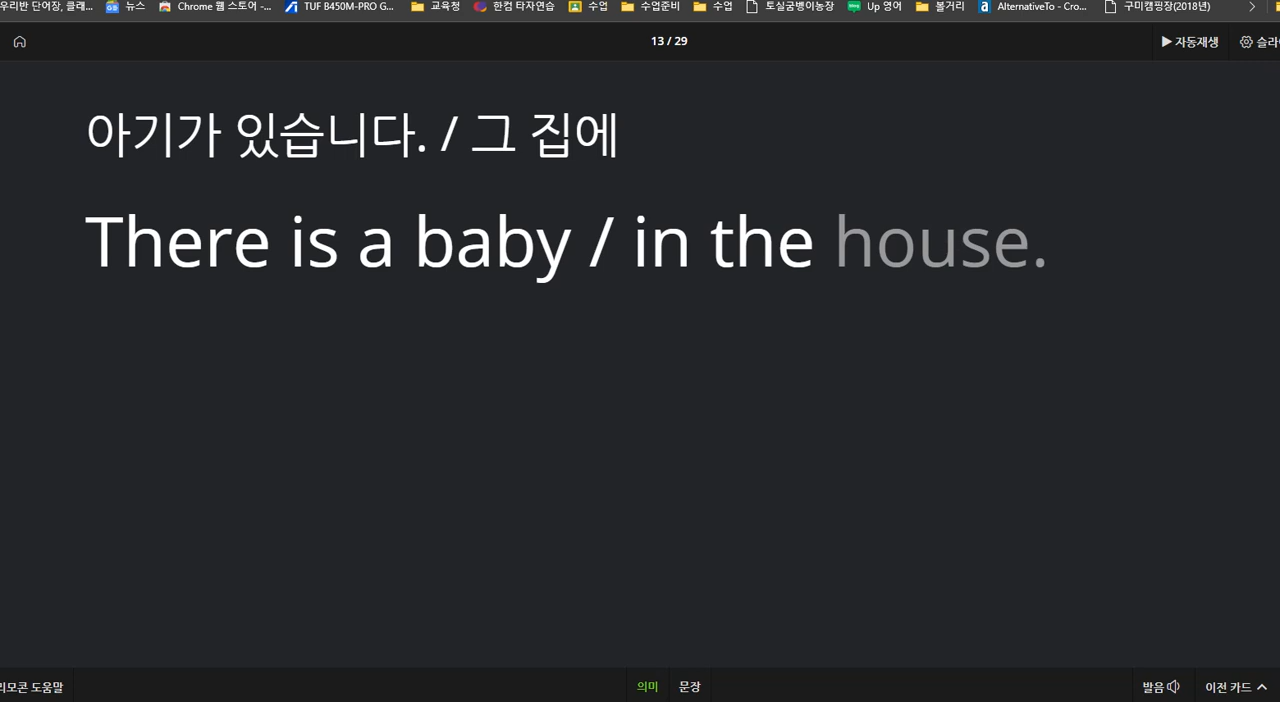 우리반 단어장, 클래... 뉴스 Chrome 웹 스토어 -... TUF B450M-PRO G... 교육청 한컴 타자연습 수업 수업준비 수업 토실굼벵이농장 Up 영어 볼거리 AlternativeTo - Cro... 구미캠핑장(2018년)
13 / 29 자동재생 슬라
아기가 있습니다. / 그 집에
There is a baby / in the house.
리모콘 도움말 의미 문장 발음 이전 카드